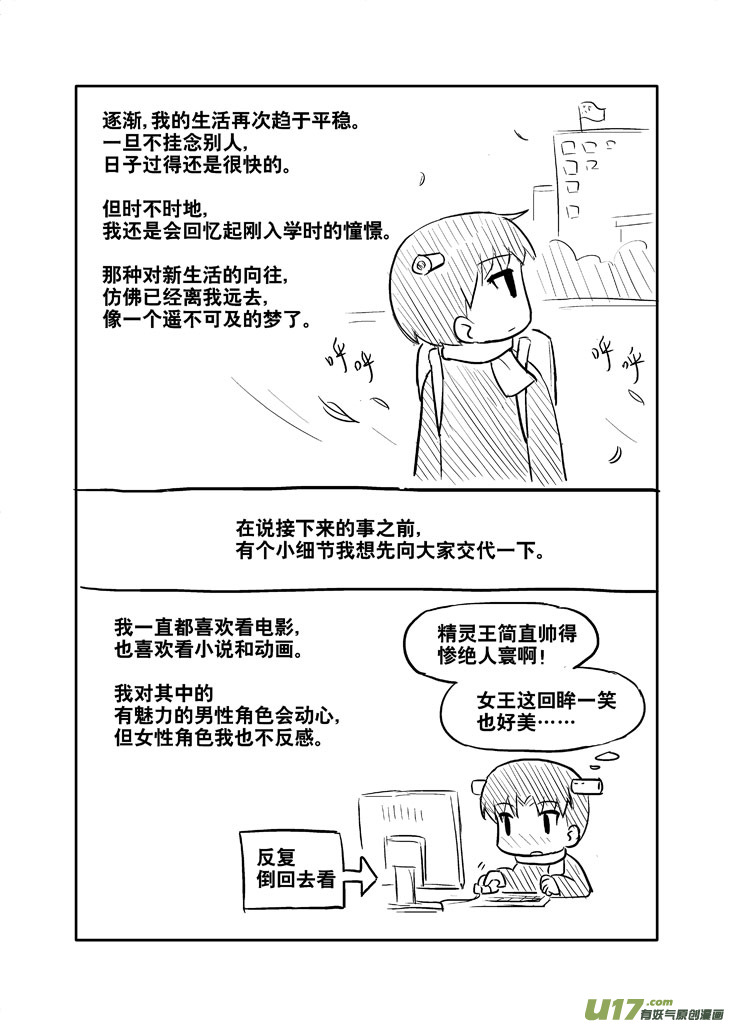 逐渐,我的生活再次趋于平稳。
一旦不挂念别人,
日子过得还是很快的。
但时不时地,
我还是会回忆起刚入学时的憧憬。
那种对新生活的向往,
仿佛已经离我远去,
像一个遥不可及的梦了。
呼呼
呼呼
在说接下来的事之前,
有个小细节我想先向大家交代一下。
我一直都喜欢看电影,
也喜欢看小说和动画。
我对其中的
有魅力的男性角色会动心,
但女性角色我也不反感。
精灵王简直帅得
惨绝人寰啊!
女王这回眸一笑
也好美……
反复
倒回去看
U17.com
有妖气原创漫画